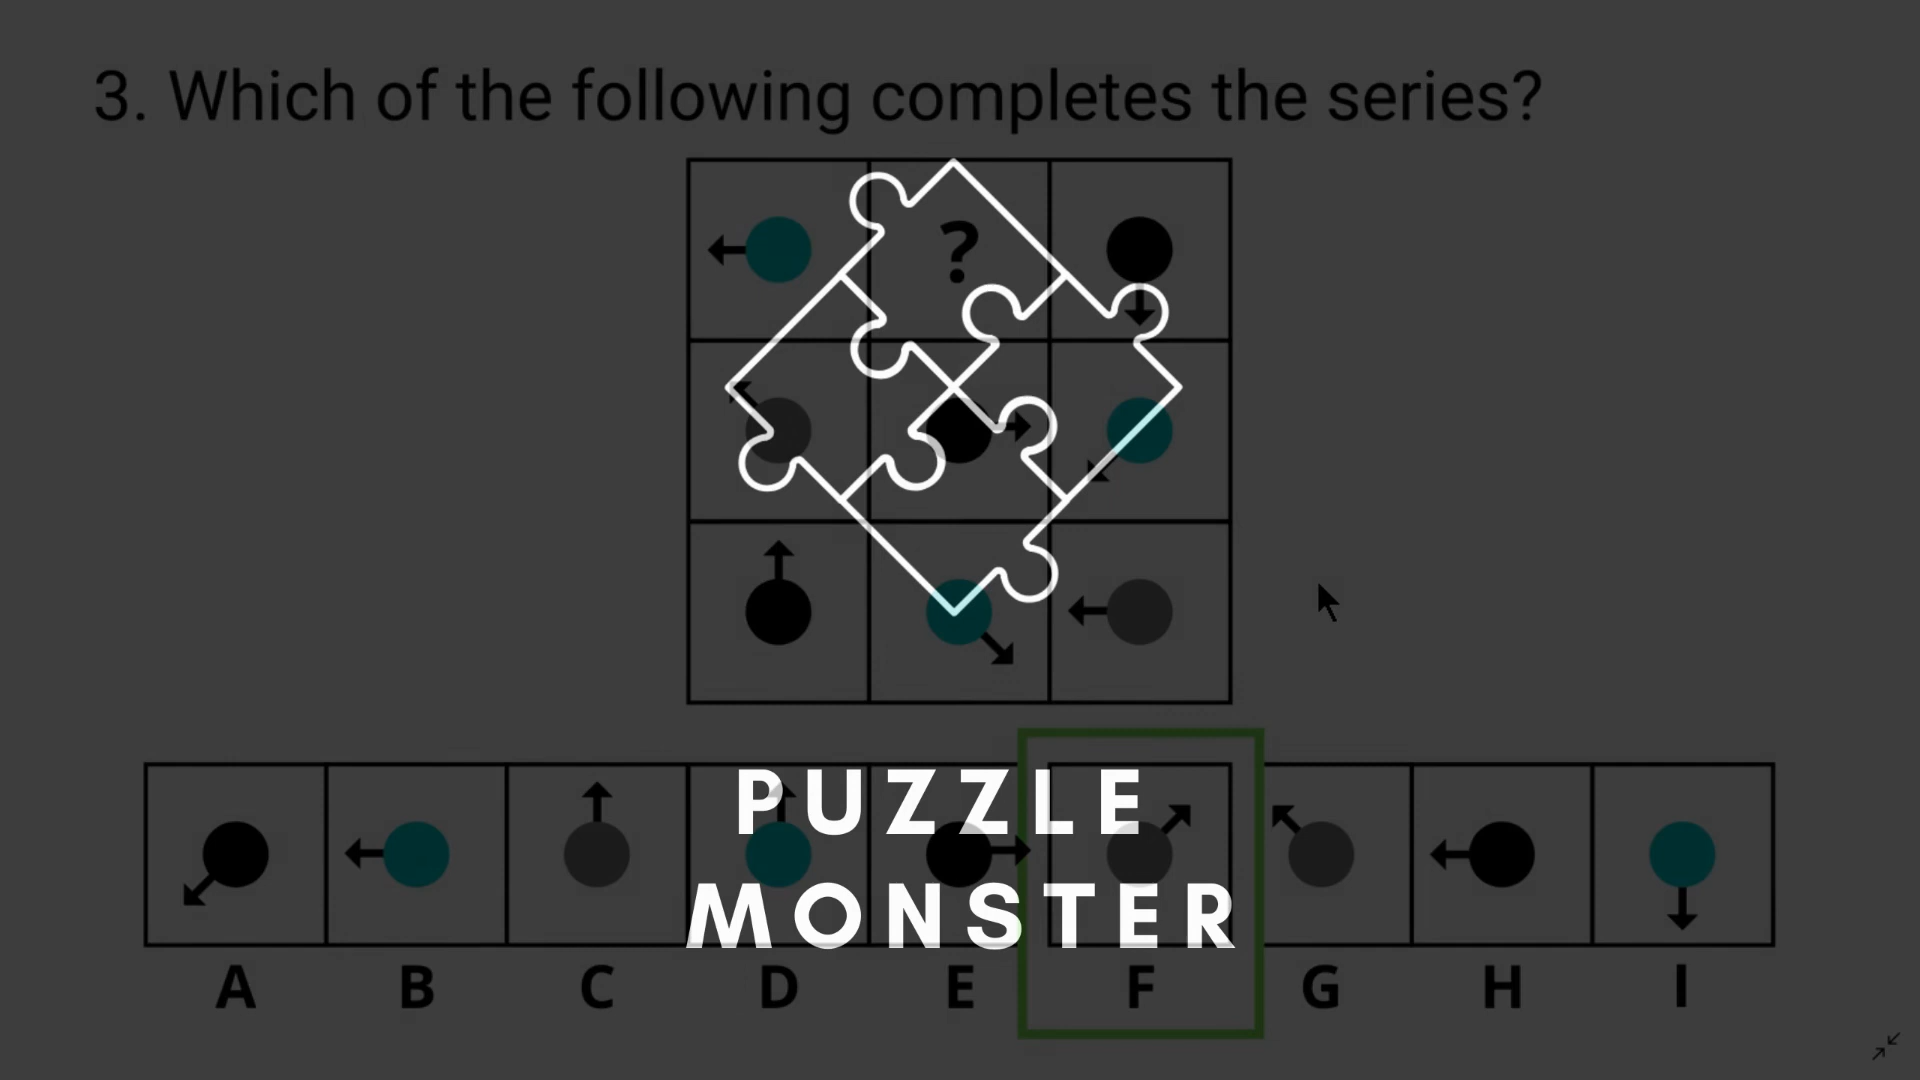 3. Which of the following completes the series?
?
PUZZLE
MONSTER
A B C D E F G H I